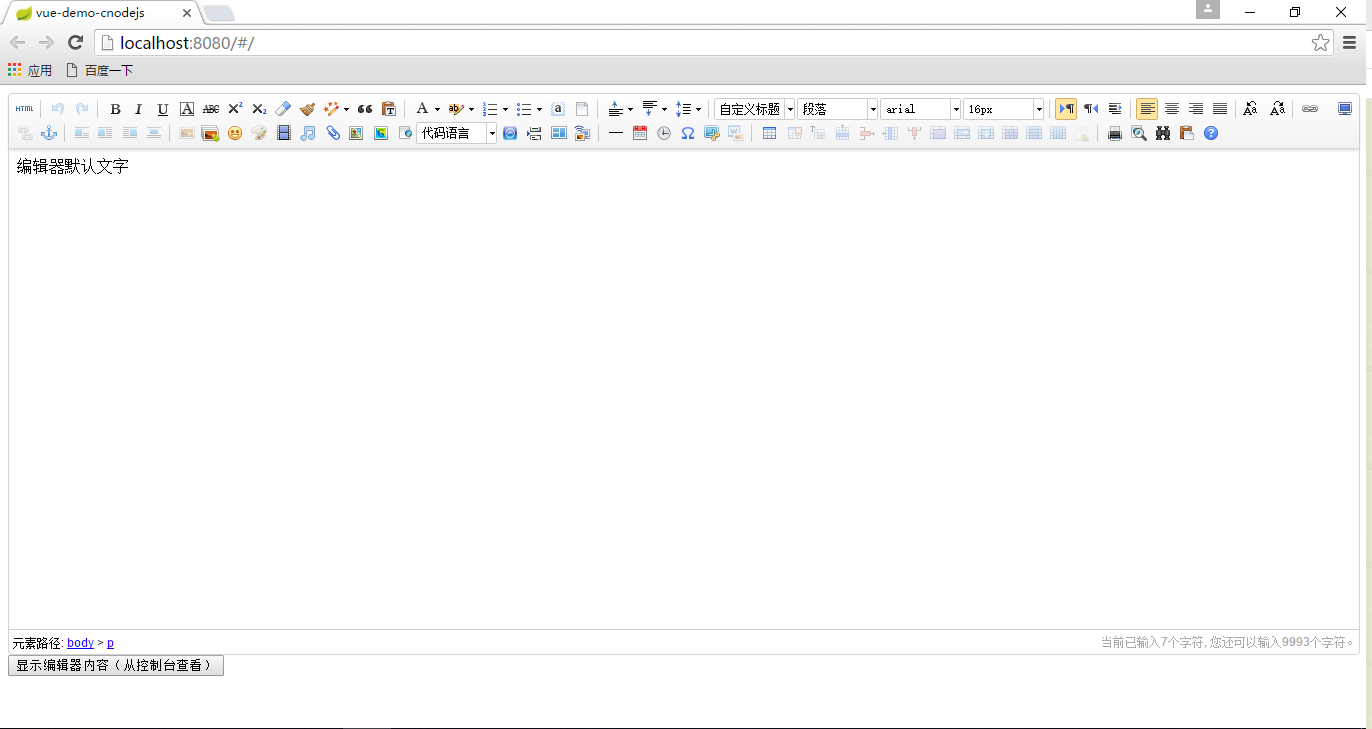 vue-demo-cnodejs
localhost:8080/#/
应用 百度一下
HTML B I U A ABC X² X₂ A ab a 自定义标题 段落 arial 16px
代码语言
编辑器默认文字
元素路径: body > p
当前已输入7个字符, 您还可以输入9993个字符。
显示编辑器内容（从控制台查看）